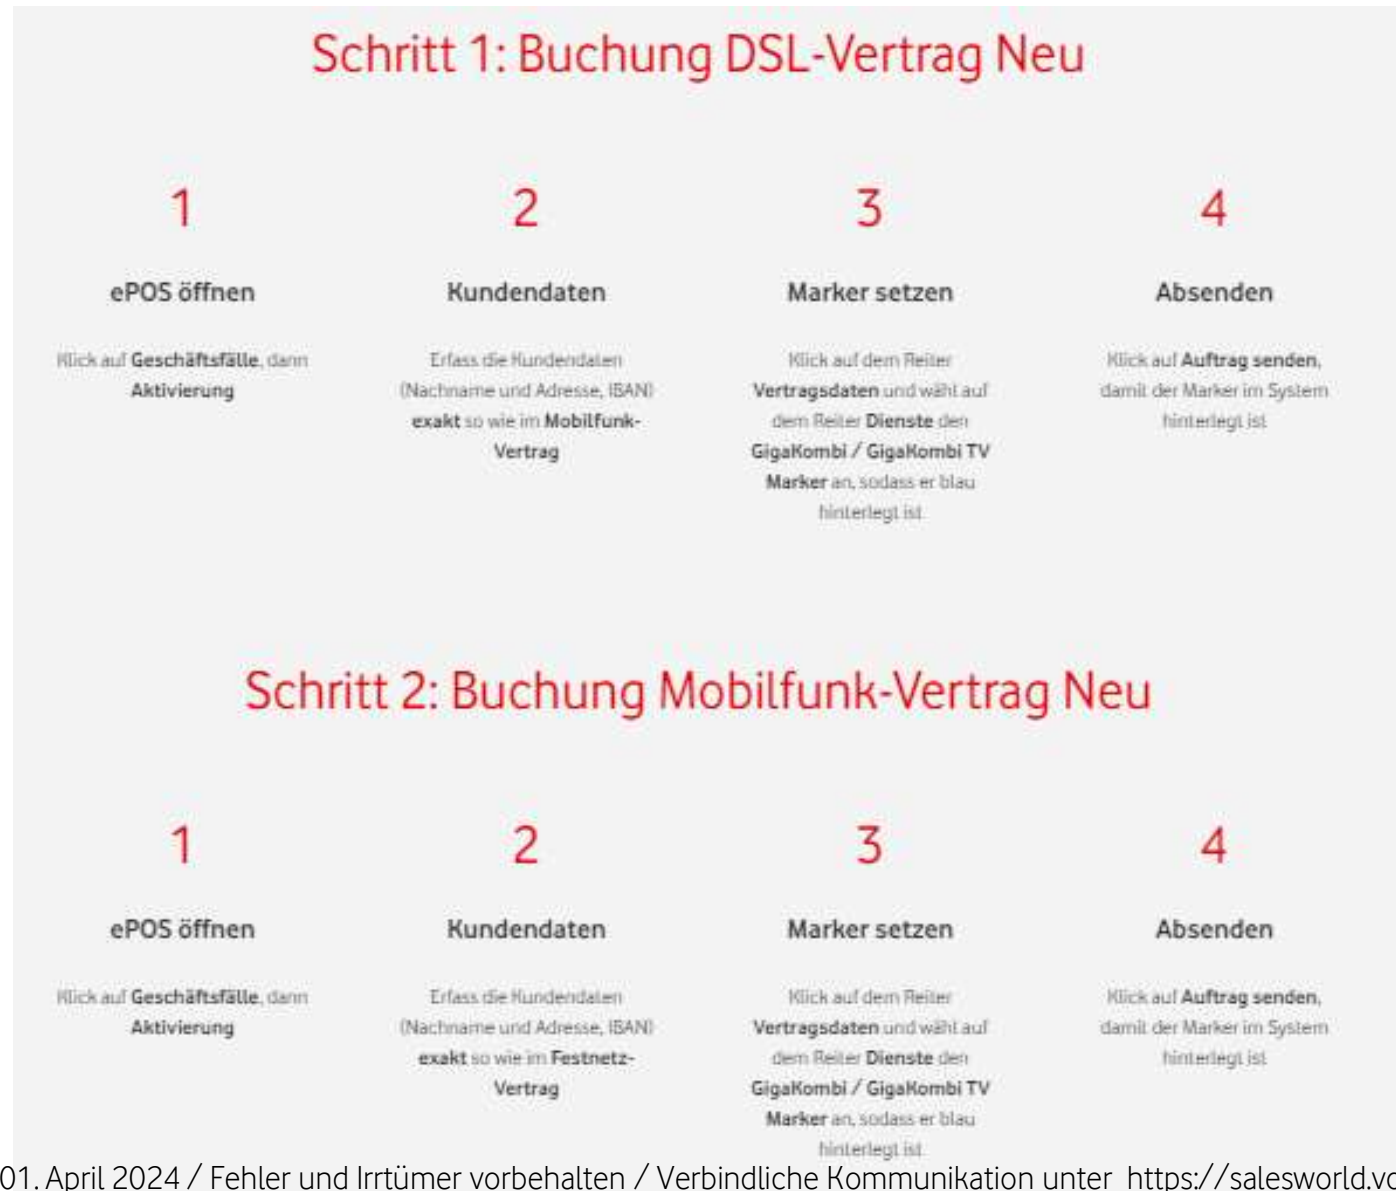 Schritt 1: Buchung DSL-Vertrag Neu
1
ePOS öffnen
Klick auf Geschäftsfälle, dann
Aktivierung
2
Kundendaten
Erfass die Kundendaten
(Nachname und Adresse, IBAN)
exakt so wie im Mobilfunk-
Vertrag
3
Marker setzen
Klick auf dem Reiter
Vertragsdaten und wähl auf
dem Reiter Dienste den
GigaKombi / GigaKombi TV
Marker an, sodass er blau
hinterlegt ist
4
Absenden
Klick auf Auftrag senden,
damit der Marker im System
hinterlegt ist
Schritt 2: Buchung Mobilfunk-Vertrag Neu
1
ePOS öffnen
Klick auf Geschäftsfälle, dann
Aktivierung
2
Kundendaten
Erfass die Kundendaten
(Nachname und Adresse, IBAN)
exakt so wie im Festnetz-
Vertrag
3
Marker setzen
Klick auf dem Reiter
Vertragsdaten und wähl auf
dem Reiter Dienste den
GigaKombi / GigaKombi TV
Marker an, sodass er blau
hinterlegt ist
4
Absenden
Klick auf Auftrag senden,
damit der Marker im System
hinterlegt ist
01. April 2024 / Fehler und Irrtümer vorbehalten / Verbindliche Kommunikation unter https://salesworld.vo